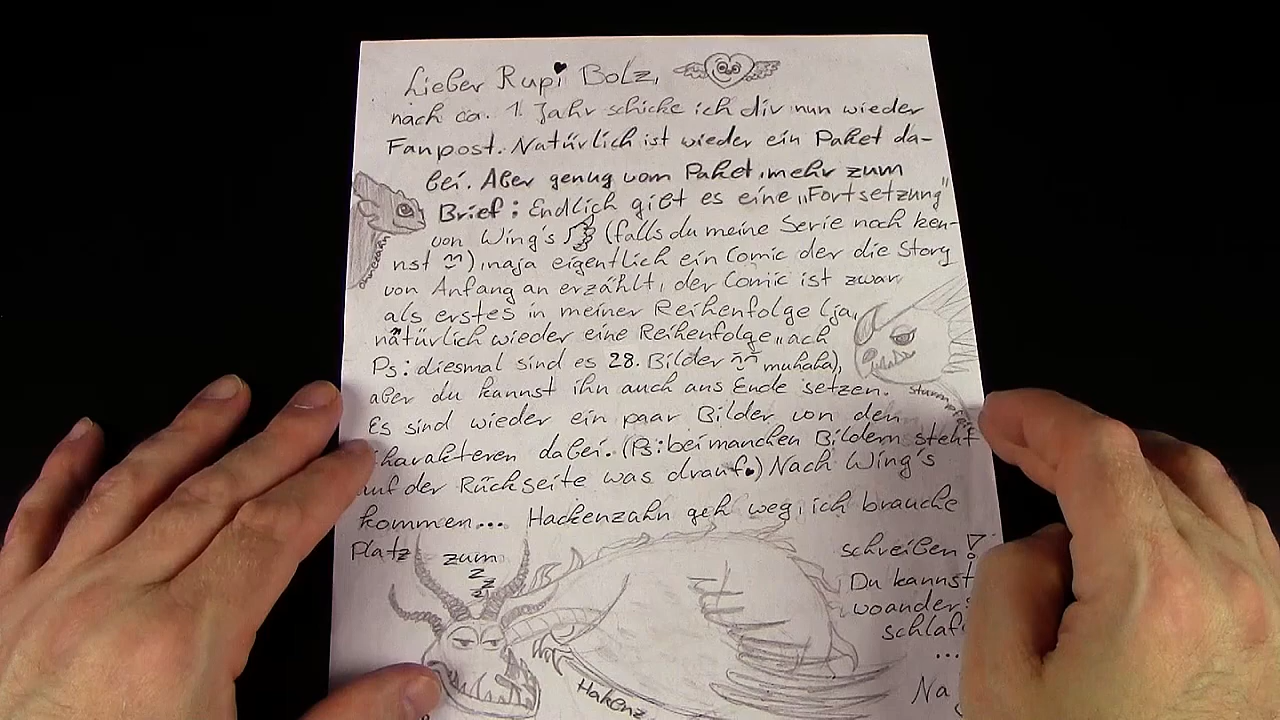 Lieber Rupi Bolz,
nach ca. 1. Jahr schicke ich dir nun wieder
Fanpost. Natürlich ist wieder ein Paket da-
bei. Aber genug vom Paket, mehr zum
Brief: Endlich gibt es eine „Fortsetzung"
von Wing's (falls du meine Serie noch ken-
nst ^^), naja eigentlich ein Comic der die Story
von Anfang an erzählt, der Comic ist zwar
als erstes in meiner Reihenfolge (ja,
natürlich wieder eine Reihenfolge, ach
Ps: diesmal sind es 28. Bilder ^^ muhaha),
aber du kannst ihn auch ans Ende setzen.
Es sind wieder ein paar Bilder von den
Charakteren dabei. (Ps: bei manchen Bildern steht
auf der Rückseite was drauf.) Nach Wing's
kommen... Hackenzahn geh weg, ich brauche
Platz zum schreiben!
z
z
z
Du kannst
woanders
schlafe
...
Na
ohnezahn
sturmpfeil
Hakenz